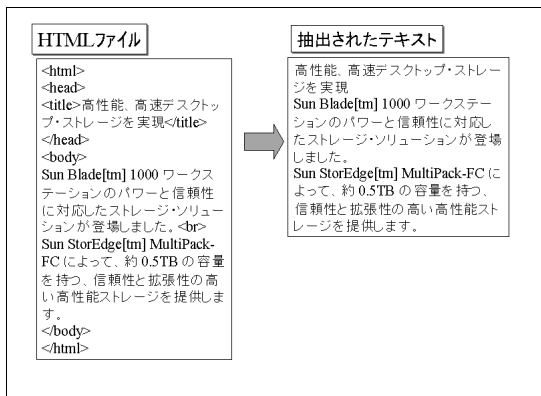 HTMLファイル
<html>
<head>
<title>高性能、高速デスクトッ
プ・ストレージを実現</title>
</head>
<body>
Sun Blade[tm] 1000 ワークス
テーションのパワーと信頼性
に対応したストレージ・ソリュー
ションが登場しました。<br>
Sun StorEdge[tm] MultiPack-
FC によって、約 0.5TB の容量
を持つ、信頼性と拡張性の高
い高性能ストレージを提供しま
す。
</body>
</html>
抽出されたテキスト
高性能、高速デスクトップ・ストレー
ジを実現
Sun Blade[tm] 1000 ワークステー
ションのパワーと信頼性に対応し
たストレージ・ソリューションが登場
しました。
Sun StorEdge[tm] MultiPack-FC に
よって、約 0.5TB の容量を持つ、
信頼性と拡張性の高い高性能スト
レージを提供します。